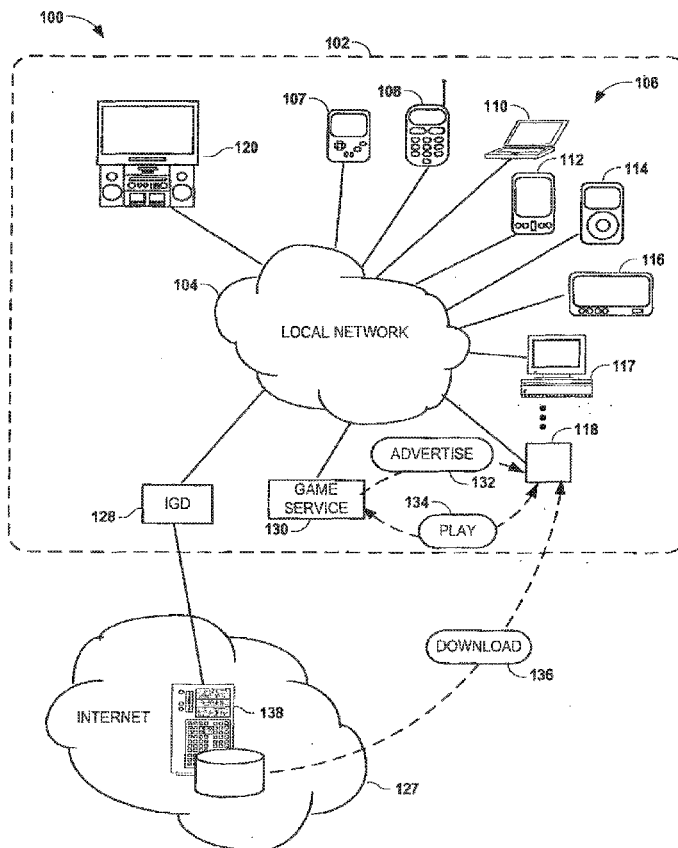 100
102
107
108
110
106
120
112
114
116
104
LOCAL NETWORK
117
118
ADVERTISE
132
IGD
128
GAME
SERVICE
130
134
PLAY
DOWNLOAD
136
INTERNET
138
127